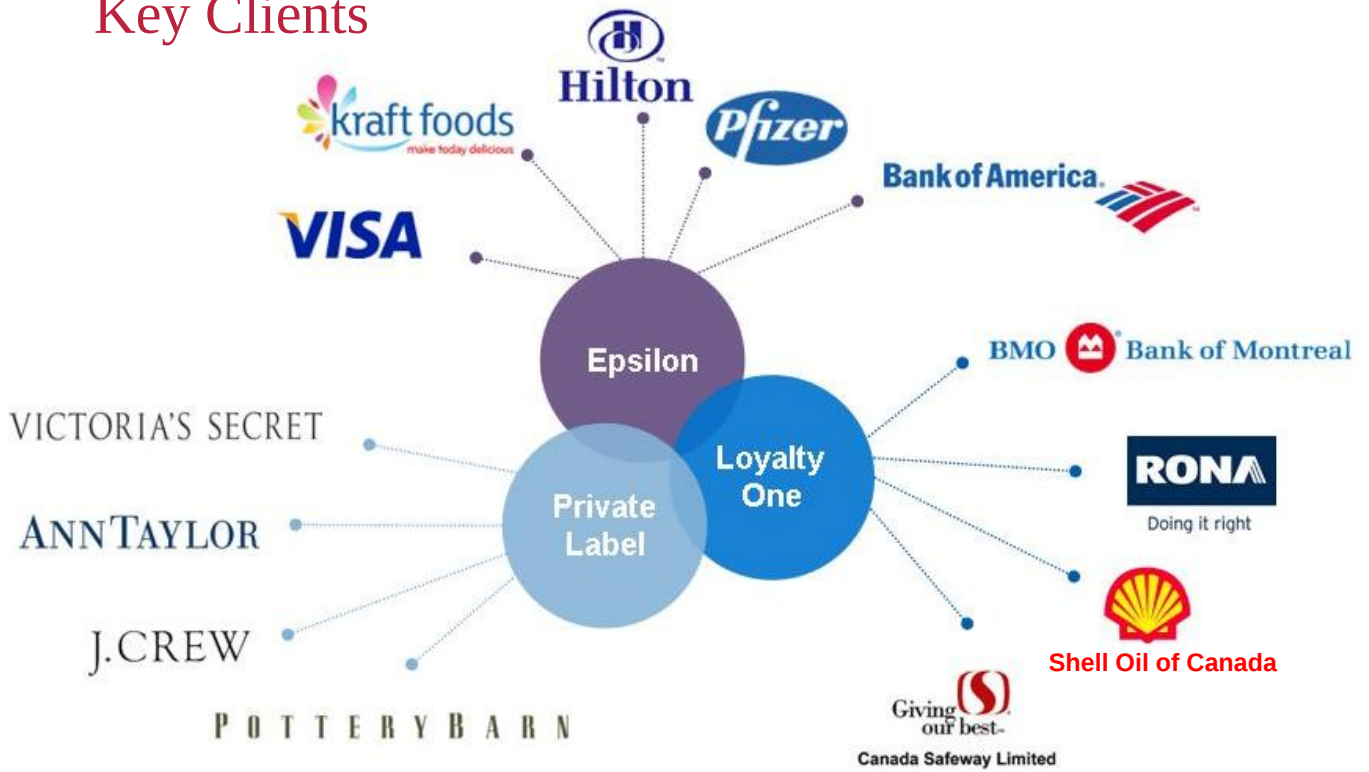 Key Clients
Hilton
kraft foods
make today delicious
Pfizer
Bank of America
VISA
Epsilon
BMO Bank of Montreal
VICTORIA'S SECRET
Loyalty
One
RONA
Doing it right
Private
Label
ANN TAYLOR
J.CREW
Shell Oil of Canada
POTTERY BARN
Giving
our best
Canada Safeway Limited